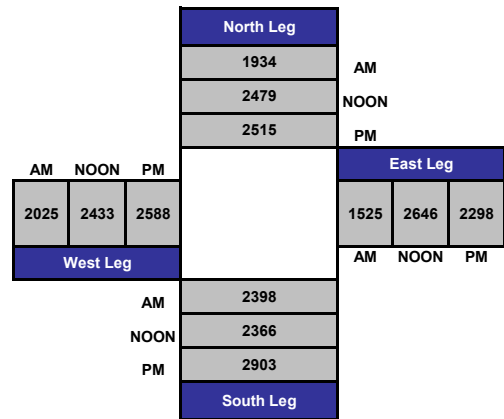 North Leg
1934 AM
2479 NOON
2515 PM
AM NOON PM East Leg
2025 2433 2588 1525 2646 2298
West Leg AM NOON PM
AM 2398
NOON 2366
PM 2903
South Leg